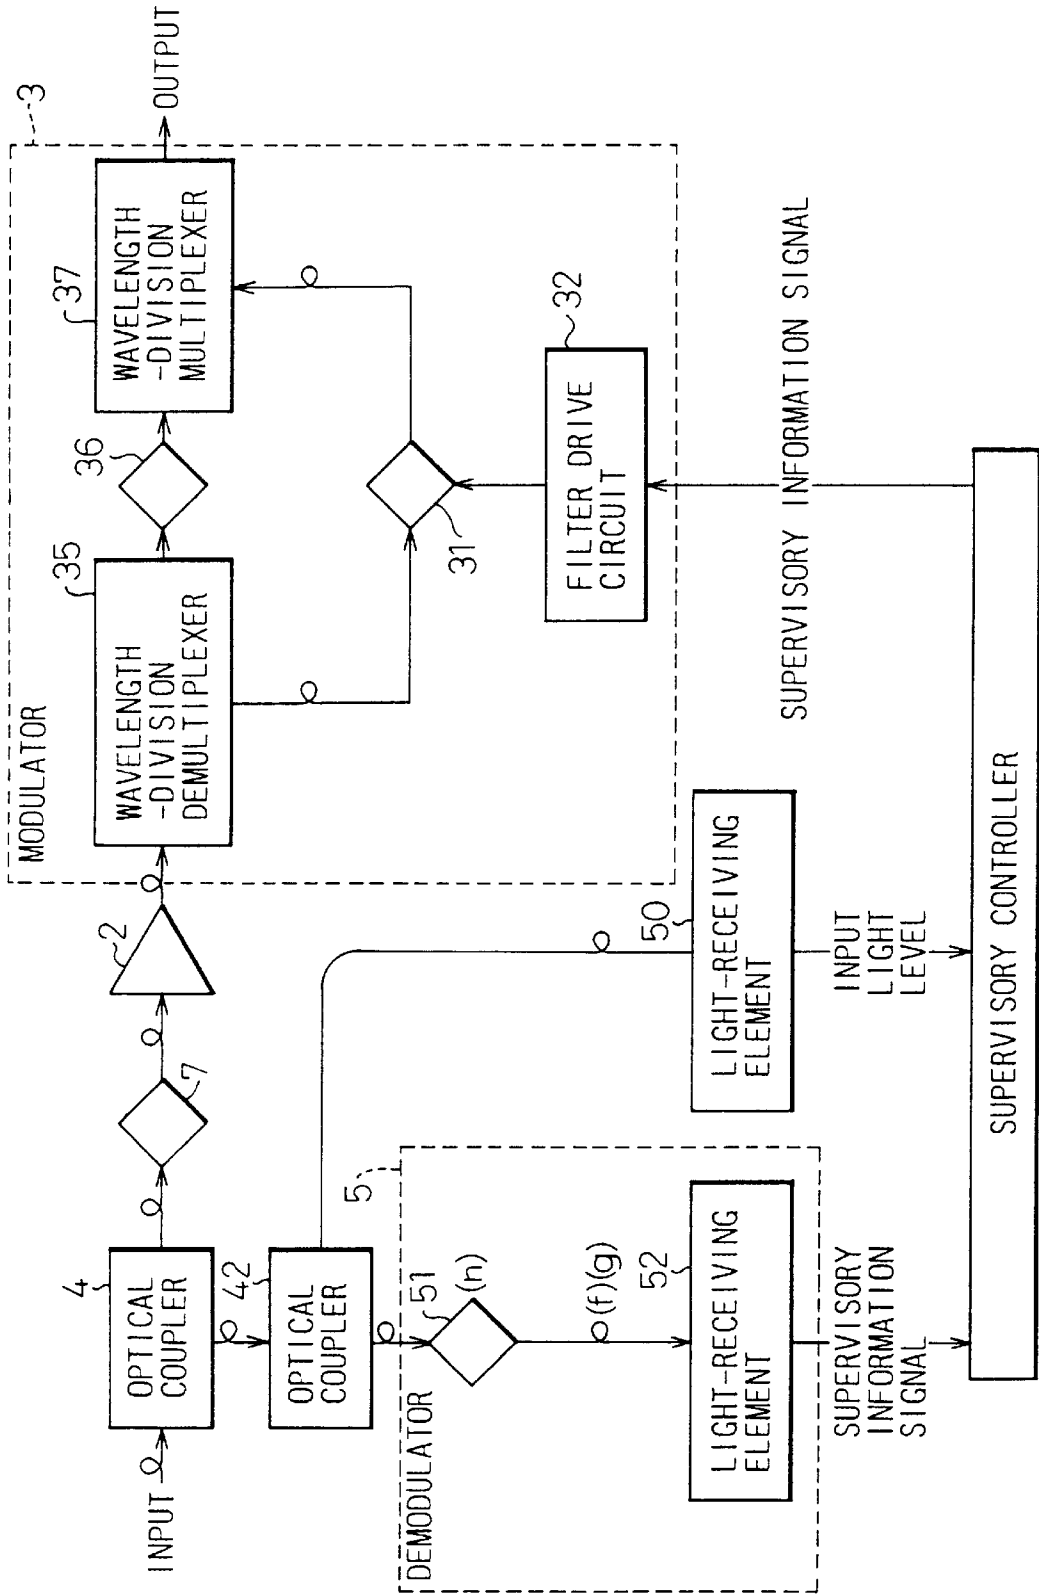 INPUT
4
OPTICAL
COUPLER
7
2
MODULATOR
3
35
WAVELENGTH
-DIVISION
DEMULTIPLEXER
36
37
WAVELENGTH
-DIVISION
MULTIPLEXER
OUTPUT
31
32
FILTER DRIVE
CIRCUIT
42
OPTICAL
COUPLER
DEMODULATOR
5
51
(h)
(f)(g)
52
LIGHT-RECEIVING
ELEMENT
50
LIGHT-RECEIVING
ELEMENT
SUPERVISORY
INFORMATION
SIGNAL
INPUT
LIGHT
LEVEL
SUPERVISORY INFORMATION SIGNAL
SUPERVISORY CONTROLLER